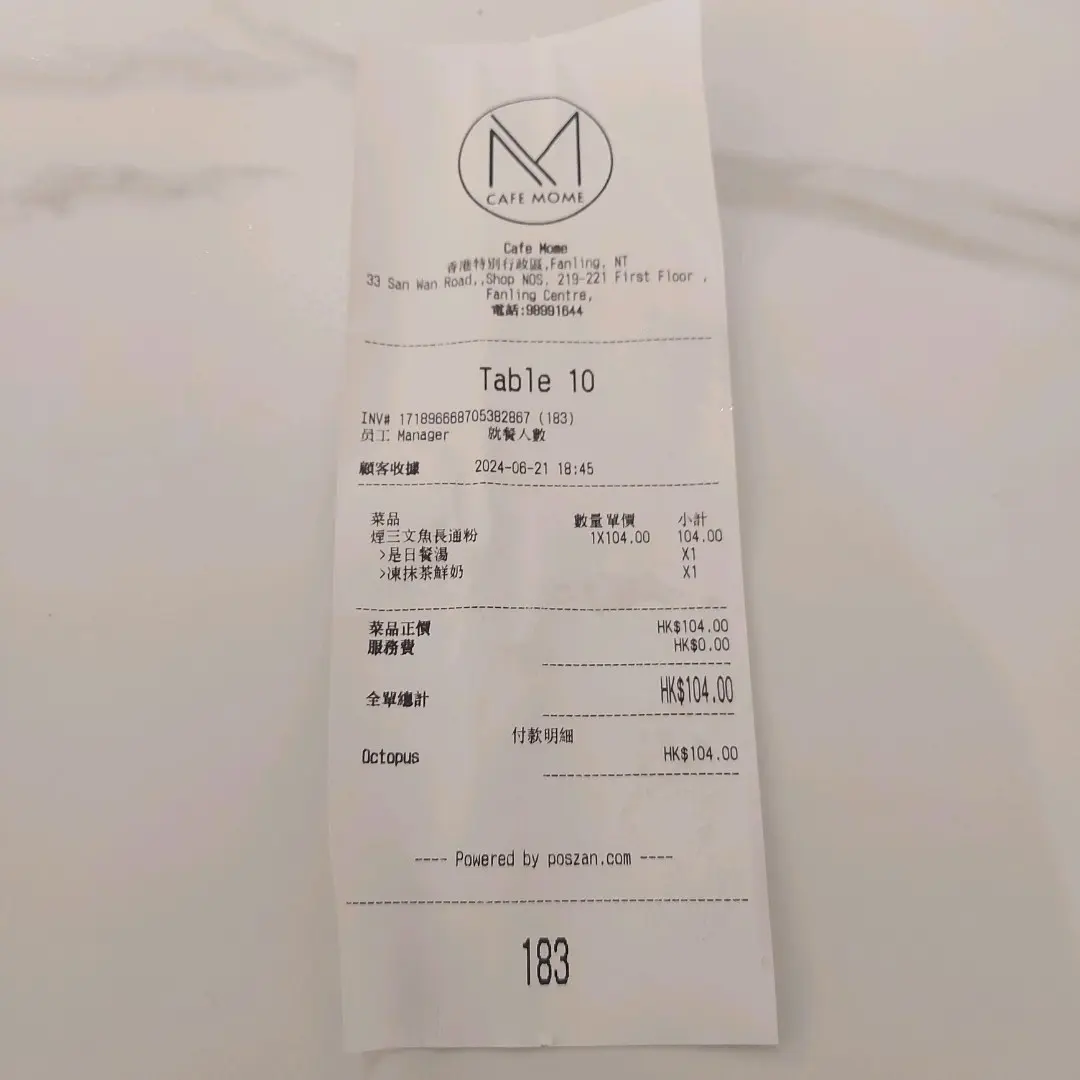 CAFE MOME
Cafe Mome
香港特別行政區,Fanling, NT
33 San Wan Road,,Shop NOS. 219-221 First Floor ,
Fanling Centre,
電話:98991644
Table 10
INV# 171896668705382867 (183)
员工 Manager 就餐人數
顧客收據 2024-06-21 18:45
菜品 數量單價 小計
煙三文魚長通粉 1X104.00 104.00
>是日餐湯 X1
>凍抹茶鮮奶 X1
菜品正價 HK$104.00
服務費 HK$0.00
全單總計 HK$104.00
付款明細
Octopus HK$104.00
---- Powered by poszan.com ----
183